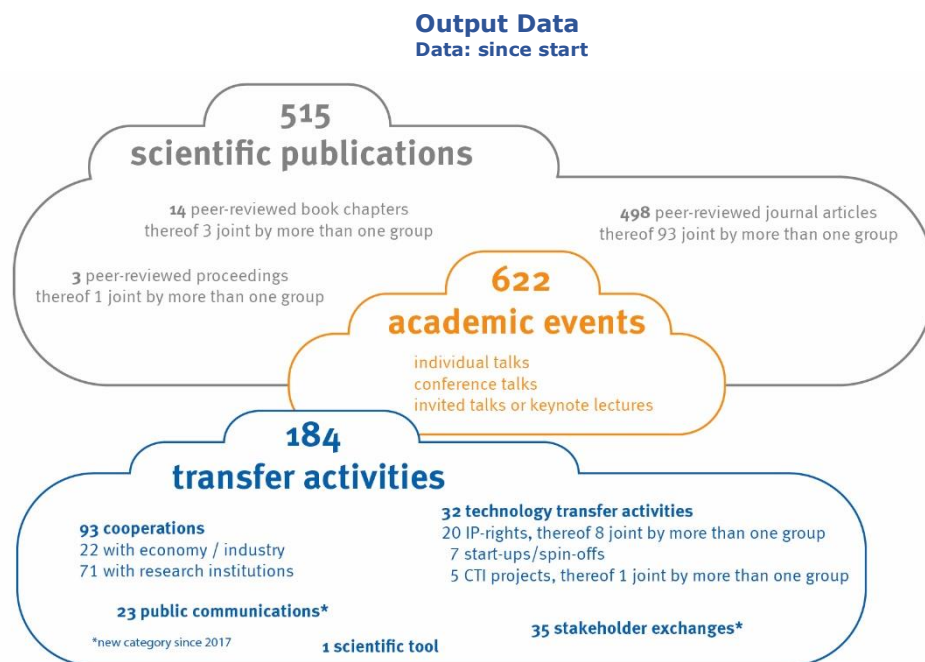 Output Data
Data: since start
515
scientific publications
14 peer-reviewed book chapters
thereof 3 joint by more than one group
498 peer-reviewed journal articles
thereof 93 joint by more than one group
3 peer-reviewed proceedings
thereof 1 joint by more than one group
622
academic events
individual talks
conference talks
invited talks or keynote lectures
184
transfer activities
93 cooperations
22 with economy / industry
71 with research institutions
32 technology transfer activities
20 IP-rights, thereof 8 joint by more than one group
7 start-ups/spin-offs
5 CTI projects, thereof 1 joint by more than one group
23 public communications*
35 stakeholder exchanges*
*new category since 2017
1 scientific tool